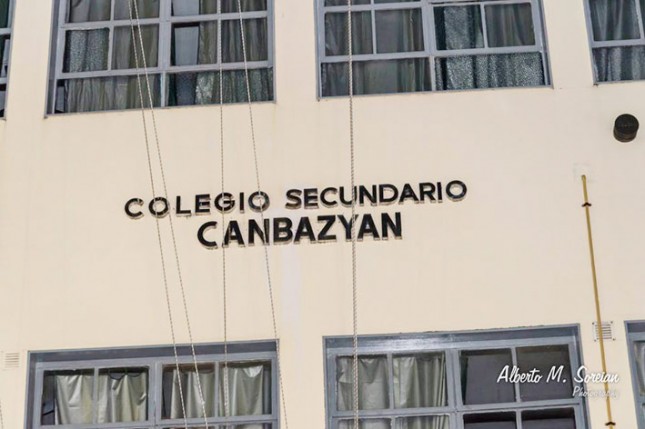 COLEGIO SECUNDARIO
CANBAZYAN
Alberto M. Soreian
Photography